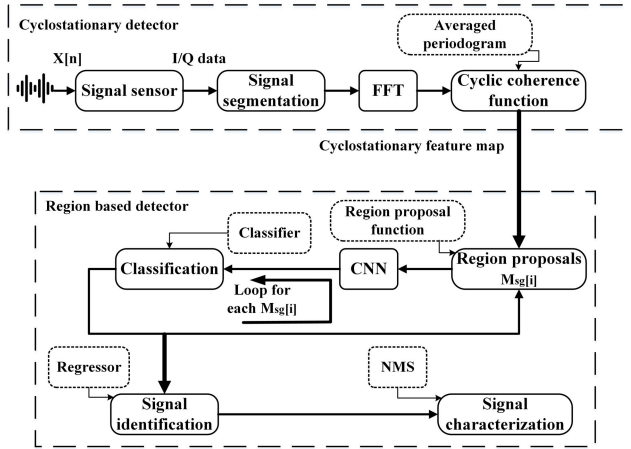 Cyclostationary detector
Averaged
periodogram
X[n]
I/Q data
Signal sensor
Signal
segmentation
FFT
Cyclic coherence
function
Cyclostationary feature map
Region based detector
Classifier
Region proposal
function
Classification
CNN
Region proposals
Msg[i]
Loop for
each Msg[i]
Regressor
NMS
Signal
identification
Signal
characterization